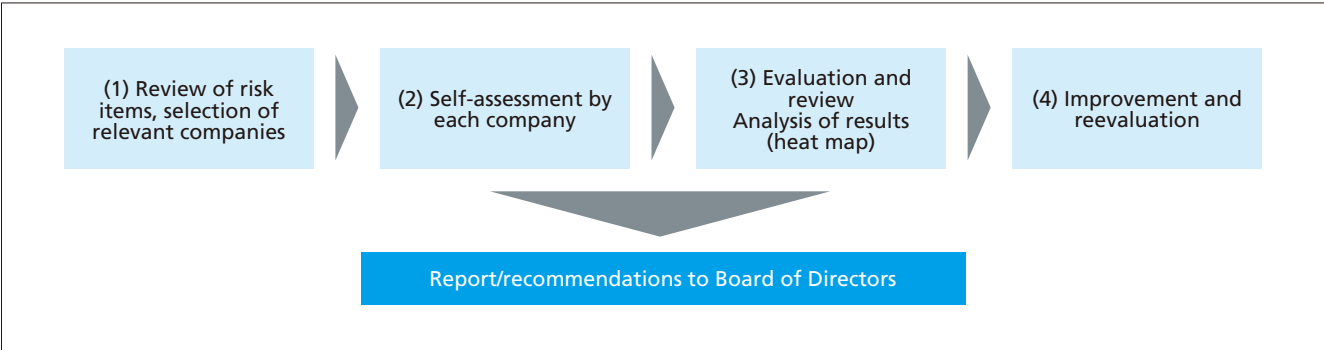 (1) Review of risk
items, selection of
relevant companies
(2) Self-assessment by
each company
(3) Evaluation and
review
Analysis of results
(heat map)
(4) Improvement and
reevaluation
Report/recommendations to Board of Directors